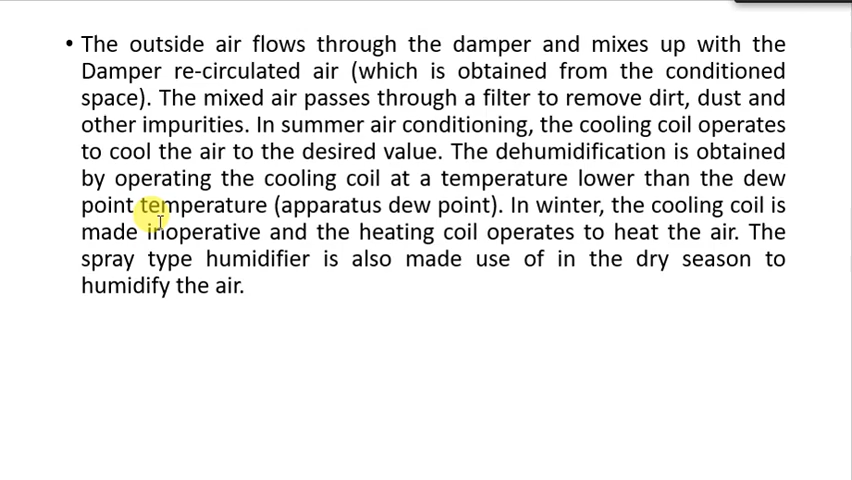 • The outside air flows through the damper and mixes up with the
Damper re-circulated air (which is obtained from the conditioned
space). The mixed air passes through a filter to remove dirt, dust and
other impurities. In summer air conditioning, the cooling coil operates
to cool the air to the desired value. The dehumidification is obtained
by operating the cooling coil at a temperature lower than the dew
point temperature (apparatus dew point). In winter, the cooling coil is
made inoperative and the heating coil operates to heat the air. The
spray type humidifier is also made use of in the dry season to
humidify the air.